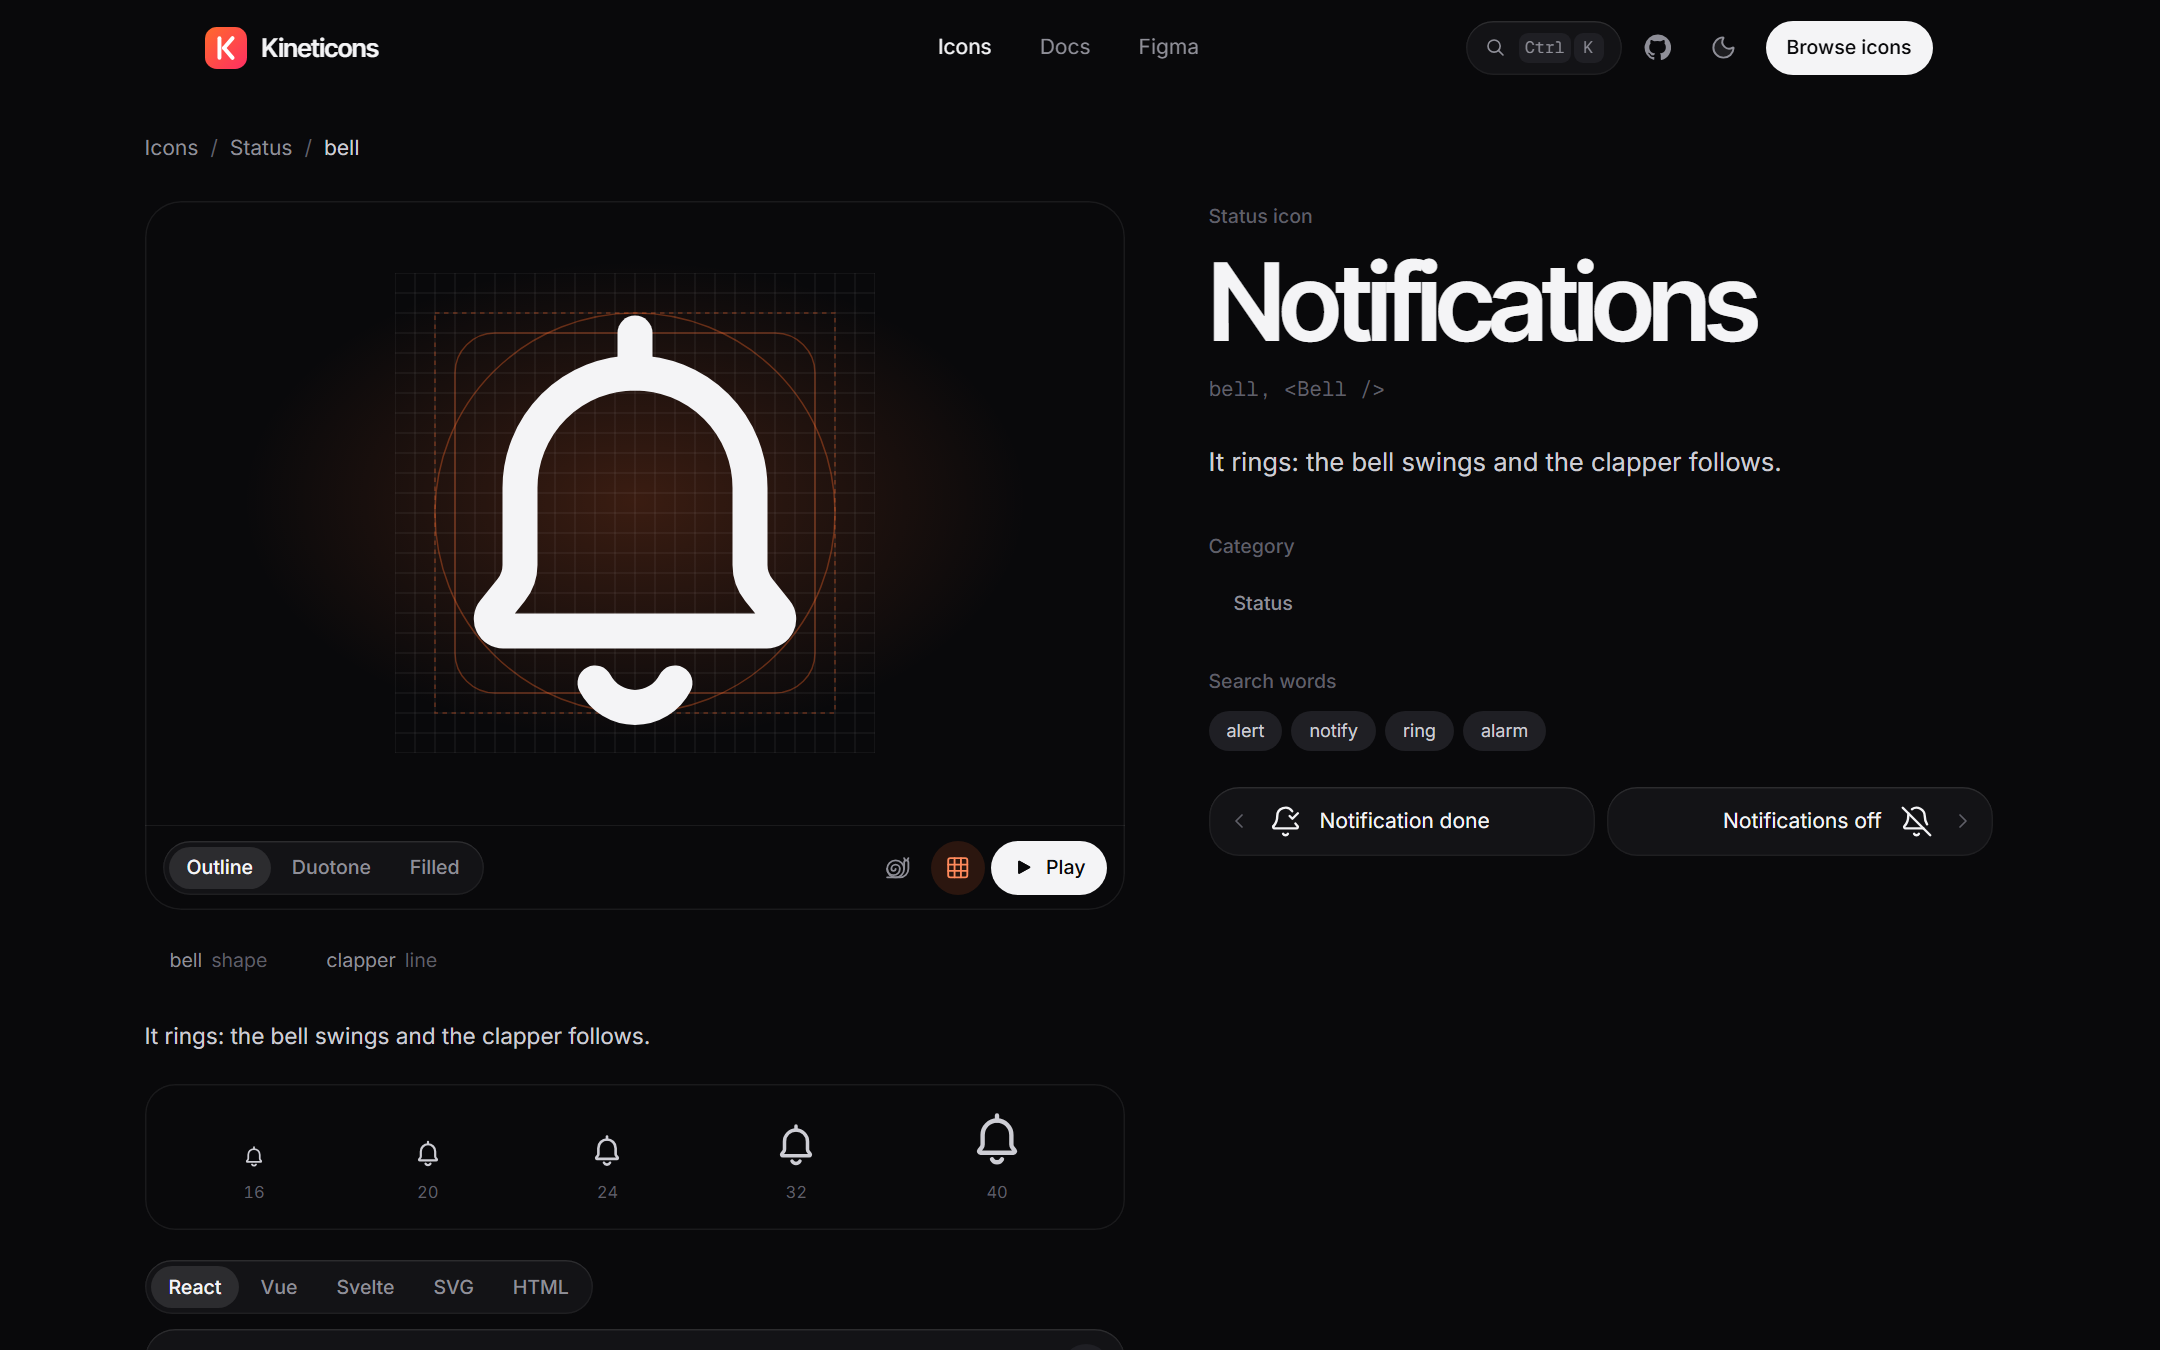 Kineticons
Icons Docs Figma
Ctrl K
Browse icons
Icons / Status / bell
Status icon
Notifications
bell, <Bell />
It rings: the bell swings and the clapper follows.
Category
Status
Search words
alert notify ring alarm
Notification done
Notifications off
Outline Duotone Filled
Play
bell shape clapper line
It rings: the bell swings and the clapper follows.
16 20 24 32 40
React Vue Svelte SVG HTML